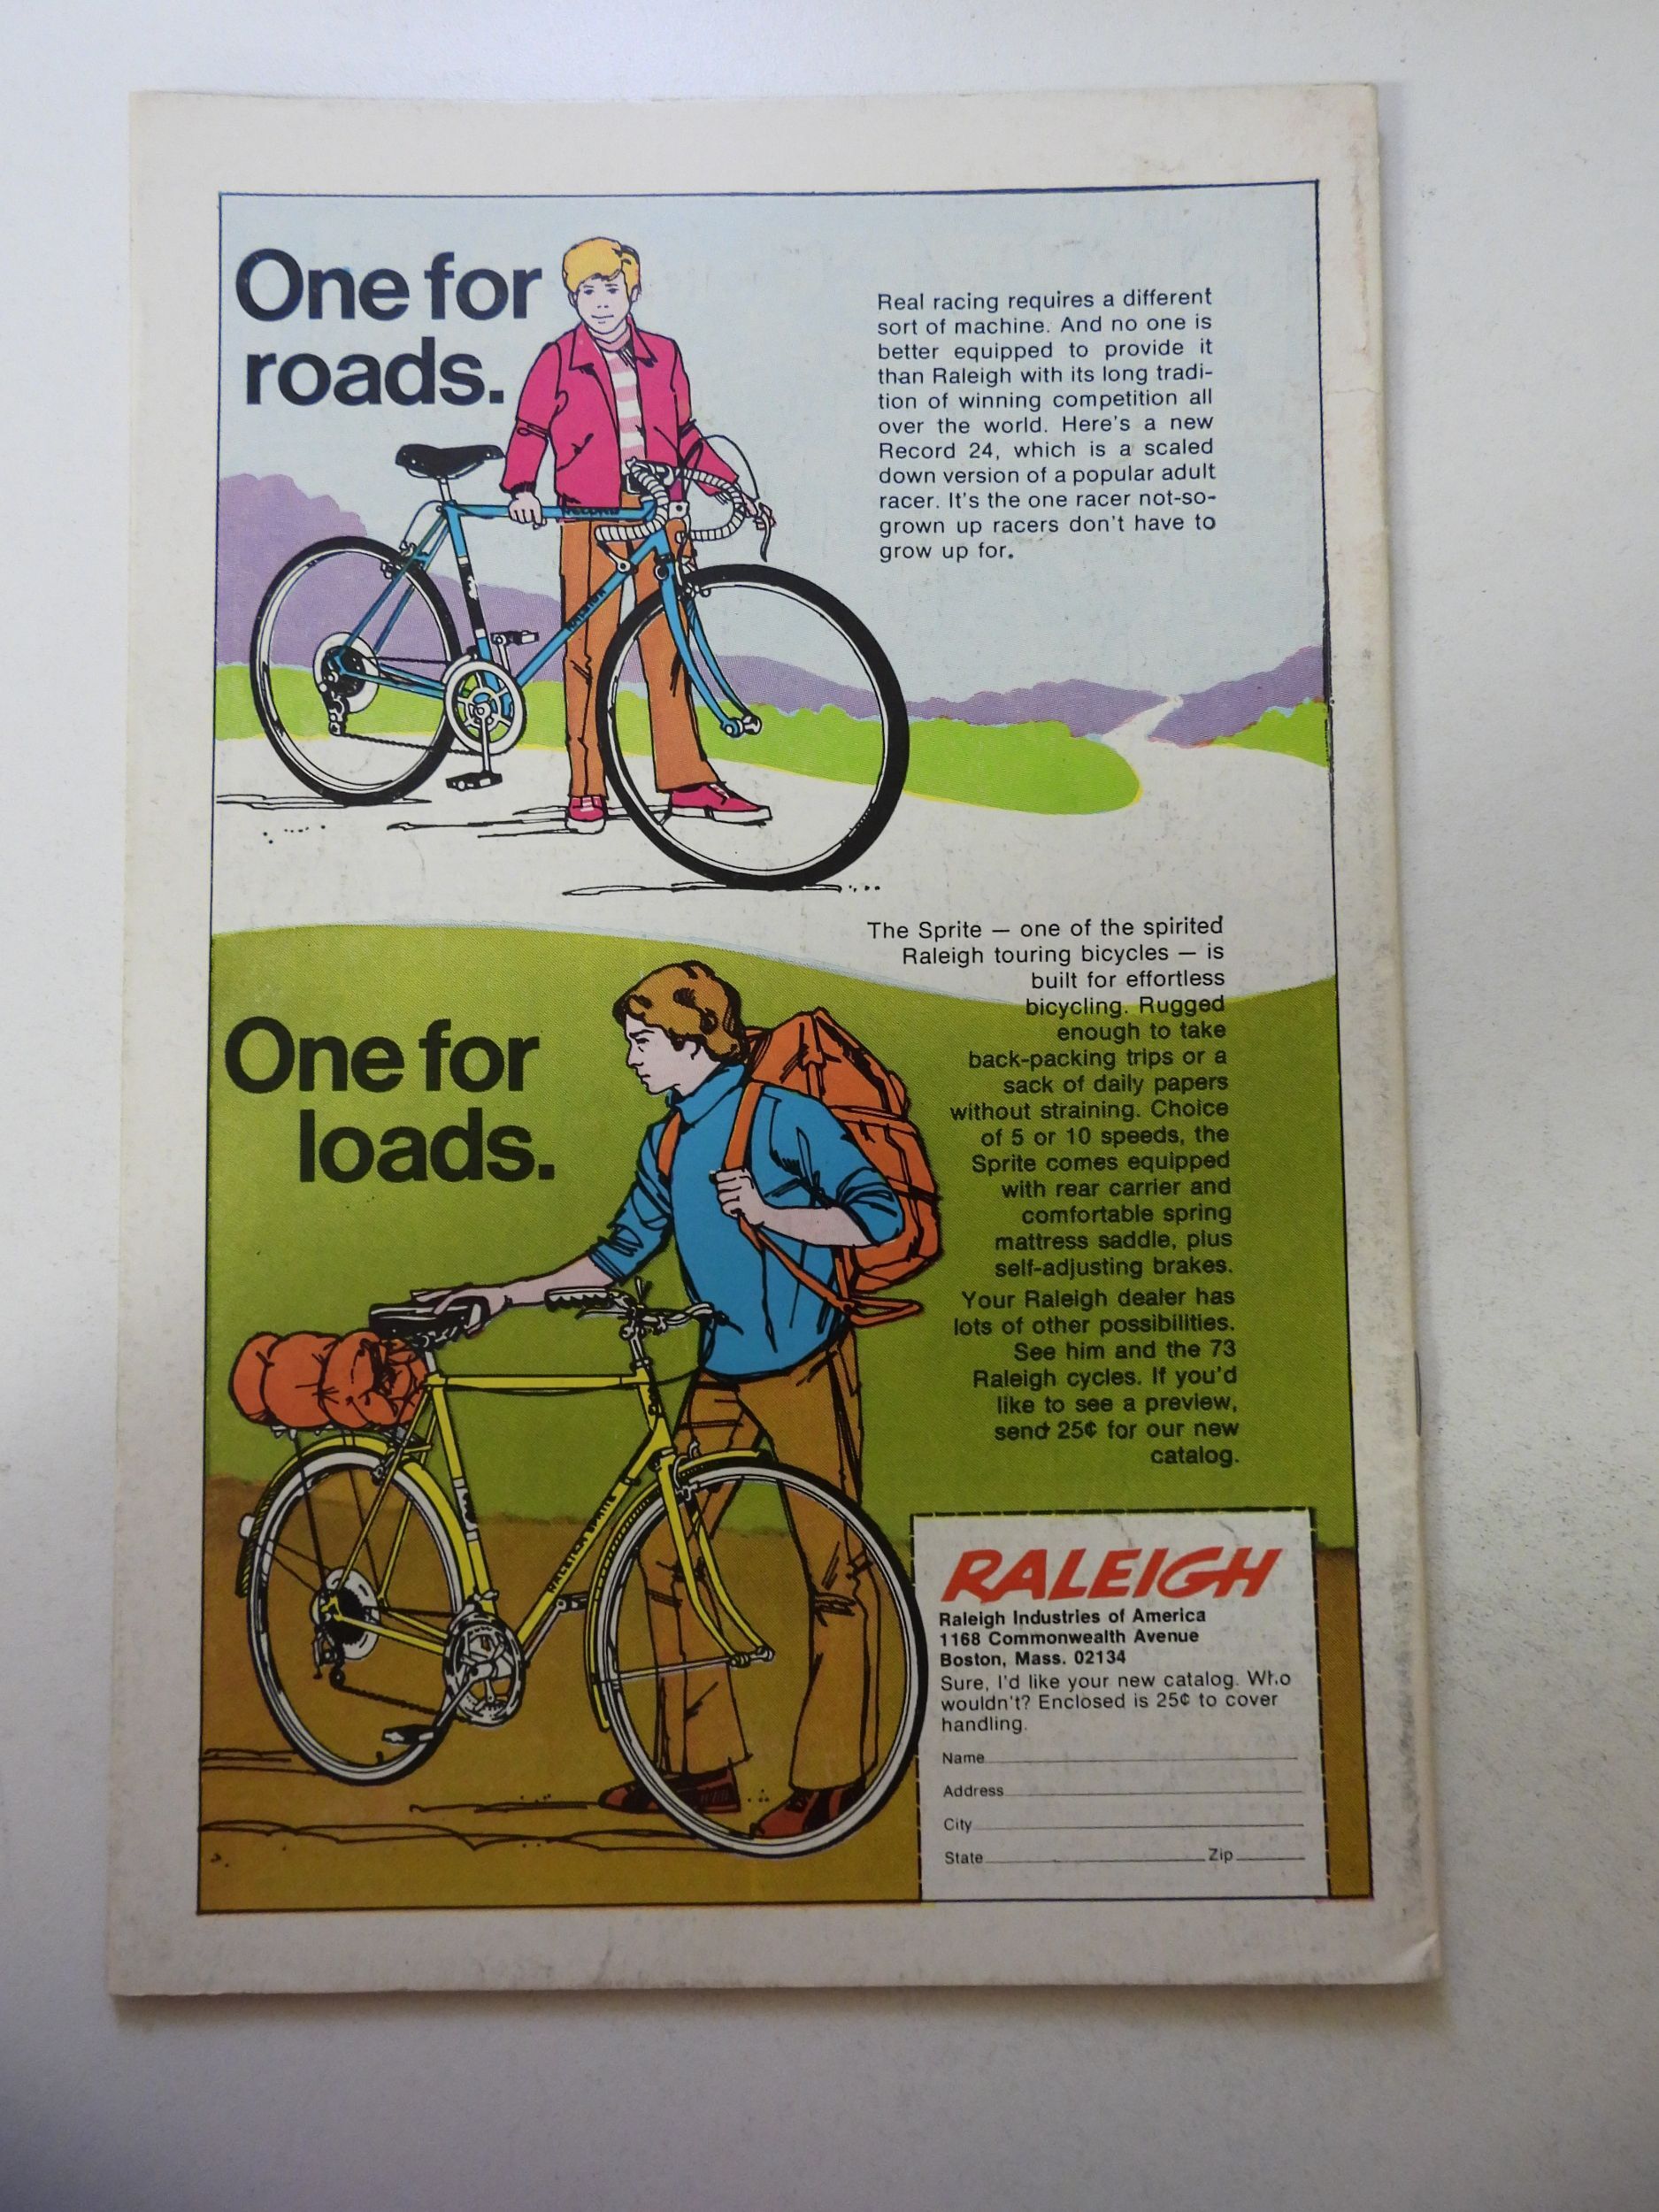 One for
roads.
Real racing requires a different
sort of machine. And no one is
better equipped to provide it
than Raleigh with its long tradi-
tion of winning competition all
over the world. Here's a new
Record 24, which is a scaled
down version of a popular adult
racer. It's the one racer not-so-
grown up racers don't have to
grow up for.
RALEIGH
The Sprite — one of the spirited
Raleigh touring bicycles — is
built for effortless
bicycling. Rugged
enough to take
back-packing trips or a
sack of daily papers
without straining. Choice
of 5 or 10 speeds, the
Sprite comes equipped
with rear carrier and
comfortable spring
mattress saddle, plus
self-adjusting brakes.
Your Raleigh dealer has
lots of other possibilities.
See him and the 73
Raleigh cycles. If you'd
like to see a preview,
send 25¢ for our new
catalog.
One for
loads.
RALEIGH SPRITE
RALEIGH
Raleigh Industries of America
1168 Commonwealth Avenue
Boston, Mass. 02134
Sure, I'd like your new catalog. Who
wouldn't? Enclosed is 25¢ to cover
handling.
Name
Address
City
State Zip